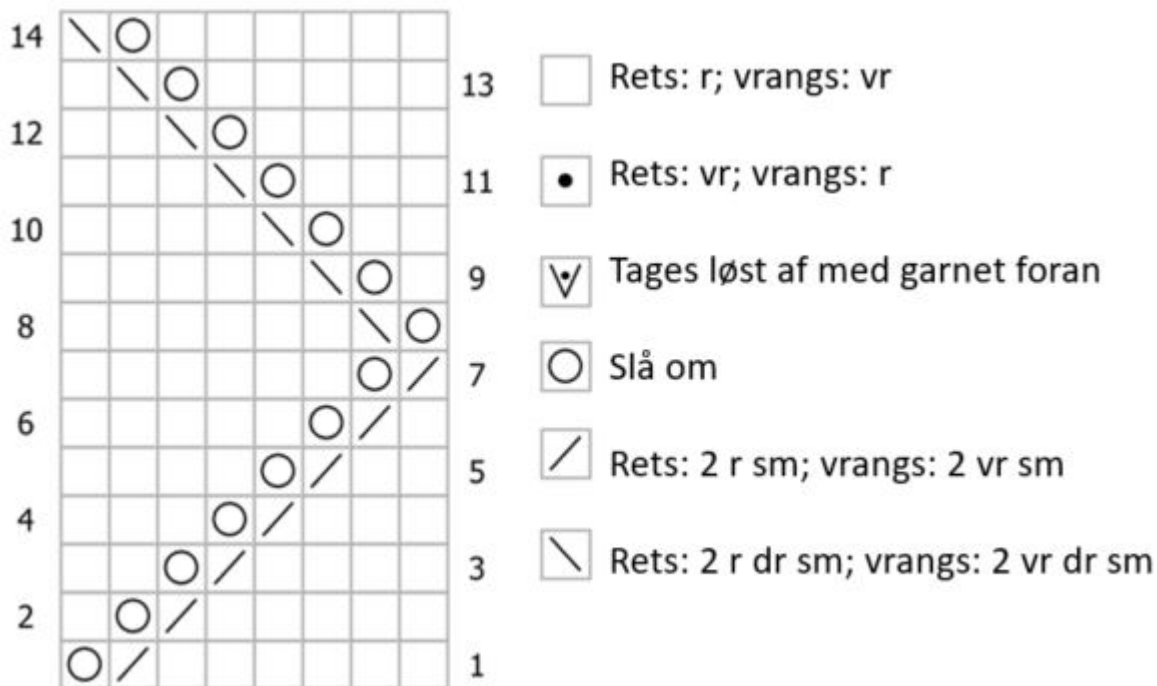 14
13
12
11
10
9
8
7
6
5
4
3
2
1
Rets: r; vrangs: vr
Rets: vr; vrangs: r
Tages løst af med garnet foran
Slå om
Rets: 2 r sm; vrangs: 2 vr sm
Rets: 2 r dr sm; vrangs: 2 vr dr sm